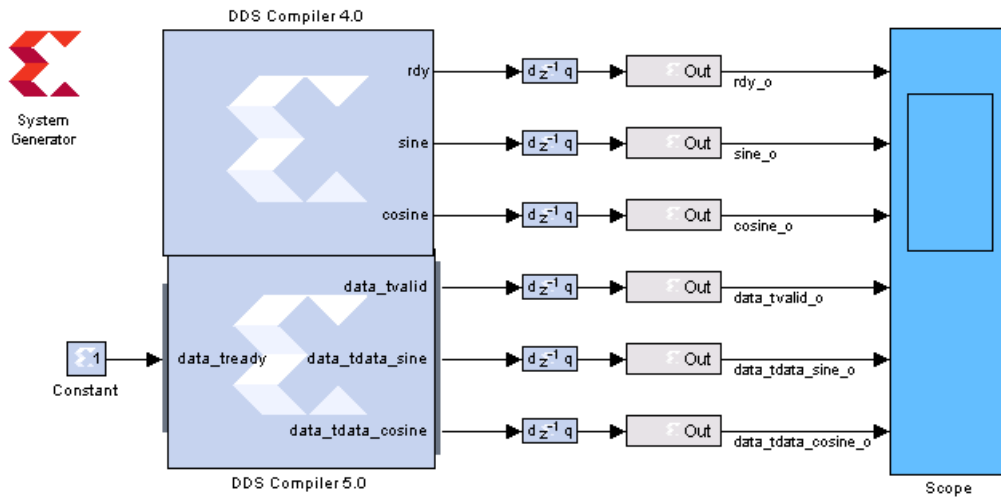 DDS Compiler 4.0
System
Generator
rdy
d z⁻¹ q
Out
rdy_o
sine
d z⁻¹ q
Out
sine_o
cosine
d z⁻¹ q
Out
cosine_o
data_tvalid
d z⁻¹ q
Out
data_tvalid_o
1
Constant
data_tready
data_tdata_sine
d z⁻¹ q
Out
data_tdata_sine_o
data_tdata_cosine
d z⁻¹ q
Out
data_tdata_cosine_o
DDS Compiler 5.0
Scope